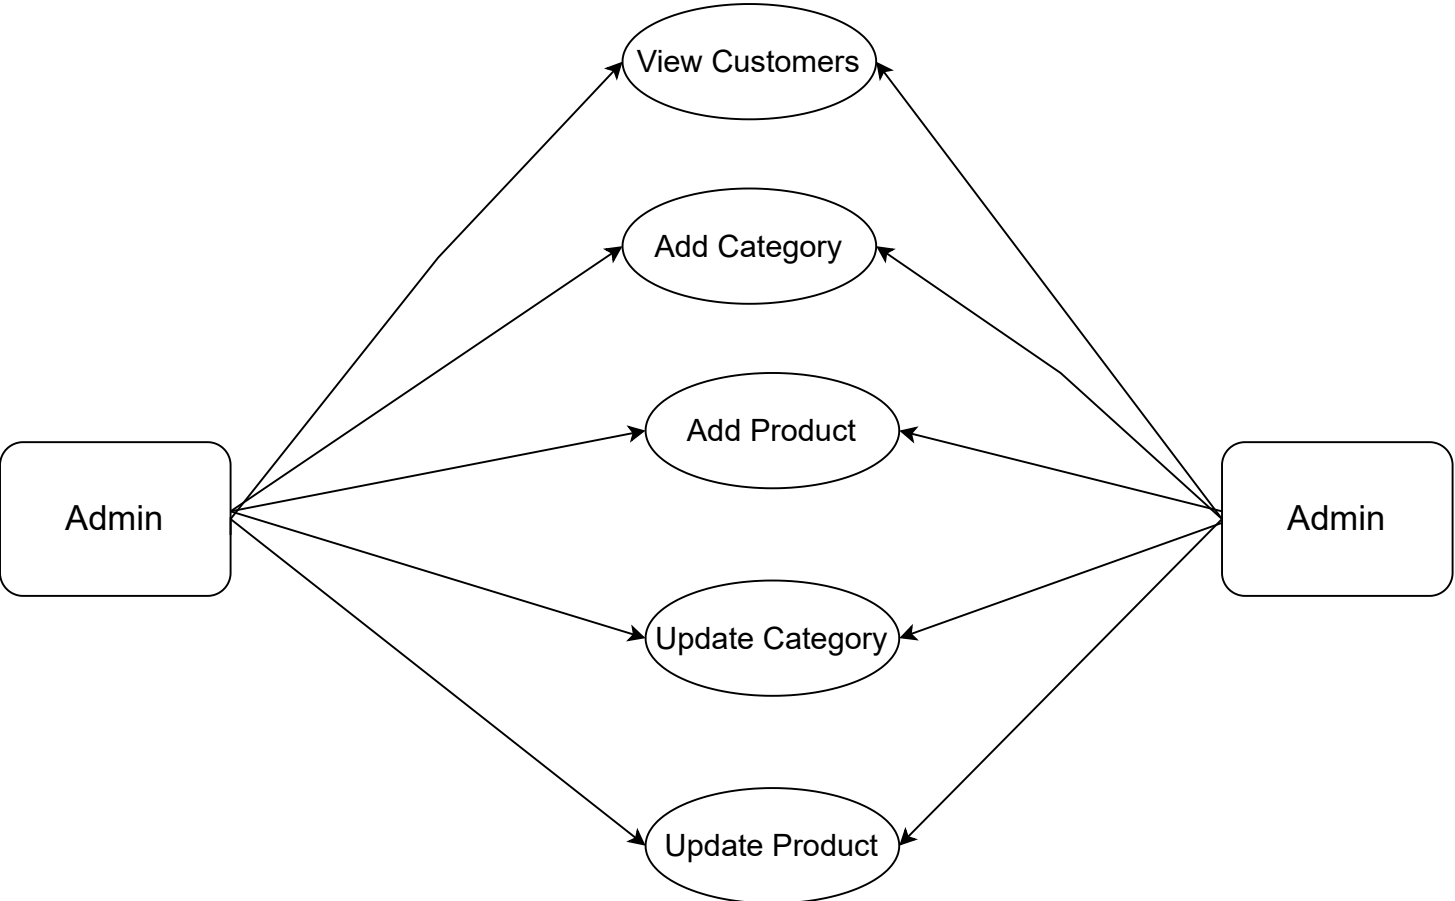 View Customers
Add Category
Add Product
Admin
Admin
Update Category
Update Product